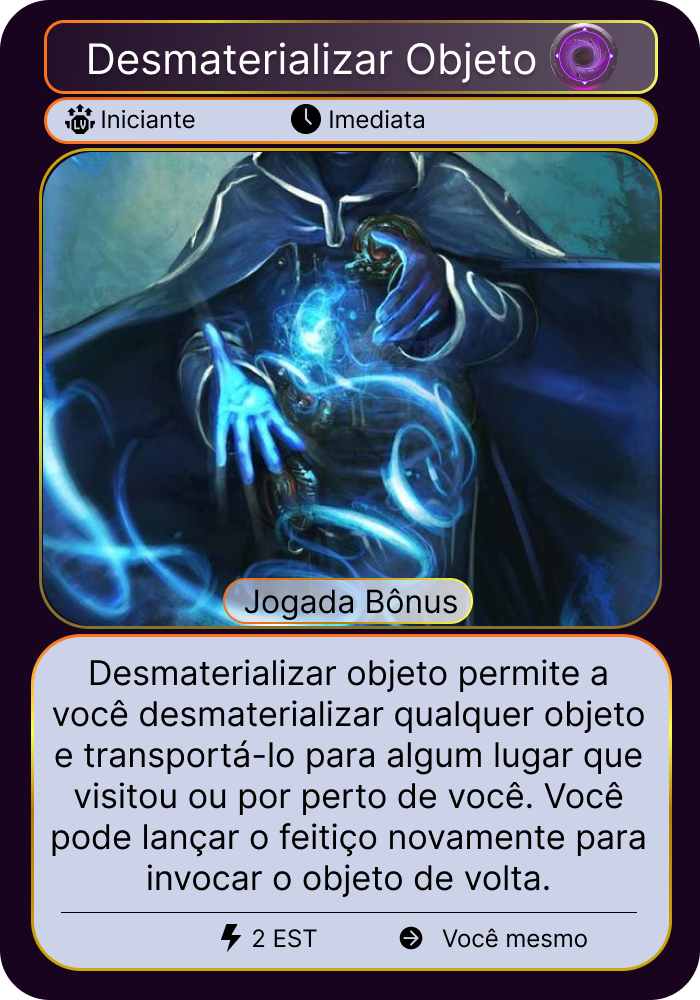 Desmaterializar Objeto
LV Iniciante Imediata
Jogada Bônus
Desmaterializar objeto permite a
você desmaterializar qualquer objeto
e transportá-lo para algum lugar que
visitou ou por perto de você. Você
pode lançar o feitiço novamente para
invocar o objeto de volta.
2 EST Você mesmo